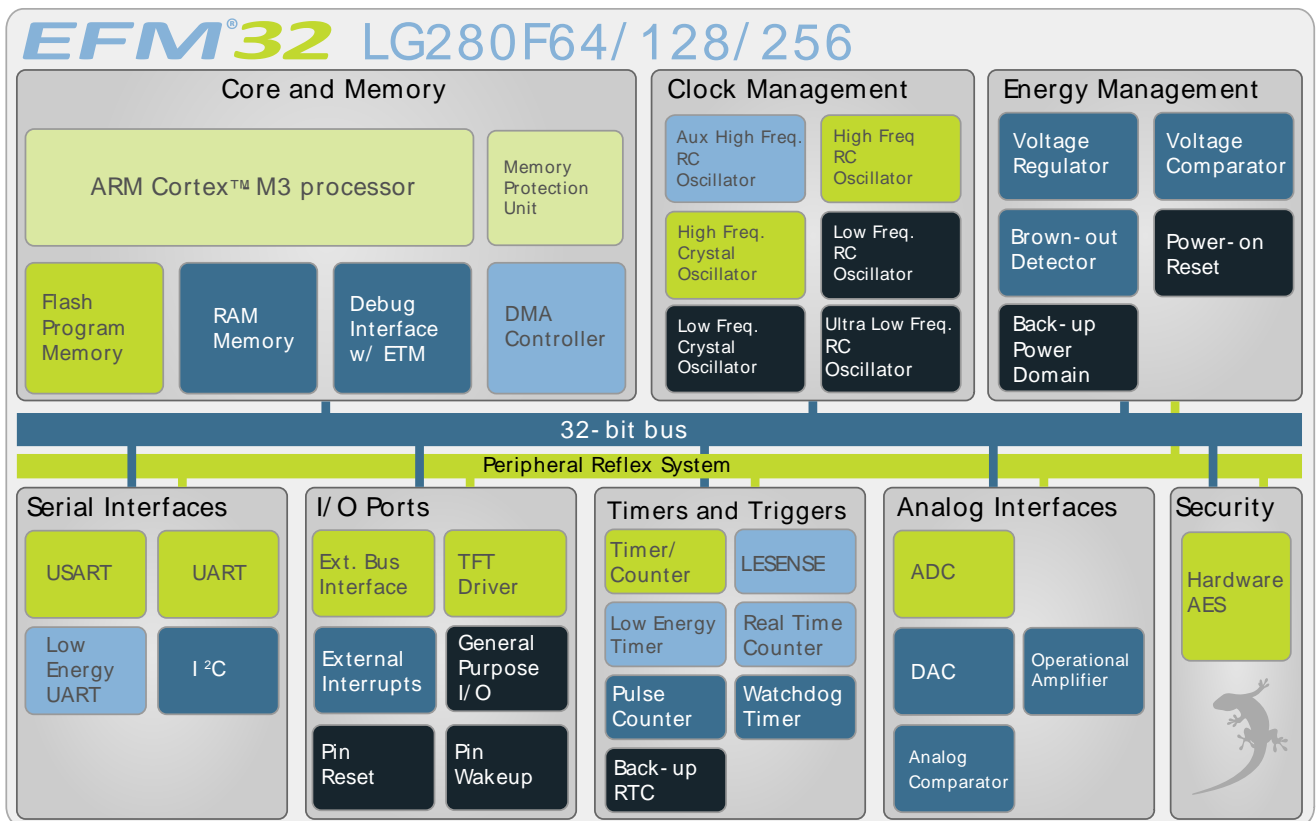 EFM®32 LG280F64/128/256
Core and Memory
ARM Cortex™ M3 processor
Memory
Protection
Unit
Flash
Program
Memory
RAM
Memory
Debug
Interface
w/ ETM
DMA
Controller
Clock Management
Aux High Freq.
RC
Oscillator
High Freq
RC
Oscillator
High Freq.
Crystal
Oscillator
Low Freq.
RC
Oscillator
Low Freq.
Crystal
Oscillator
Ultra Low Freq.
RC
Oscillator
Energy Management
Voltage
Regulator
Voltage
Comparator
Brown-out
Detector
Power-on
Reset
Back-up
Power
Domain
32-bit bus
Peripheral Reflex System
Serial Interfaces
USART
UART
Low
Energy
UART
I²C
I/O Ports
Ext. Bus
Interface
TFT
Driver
External
Interrupts
General
Purpose
I/O
Pin
Reset
Pin
Wakeup
Timers and Triggers
Timer/
Counter
LESENSE
Low Energy
Timer
Real Time
Counter
Pulse
Counter
Watchdog
Timer
Back-up
RTC
Analog Interfaces
ADC
DAC
Operational
Amplifier
Analog
Comparator
Security
Hardware
AES